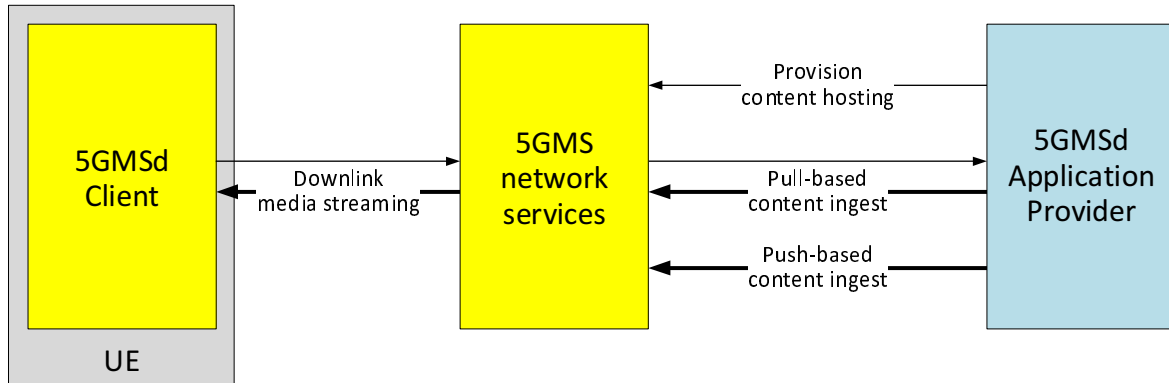 5GMSd
Client
UE
Downlink
media streaming
5GMS
network
services
Provision
content hosting
Pull-based
content ingest
Push-based
content ingest
5GMSd
Application
Provider